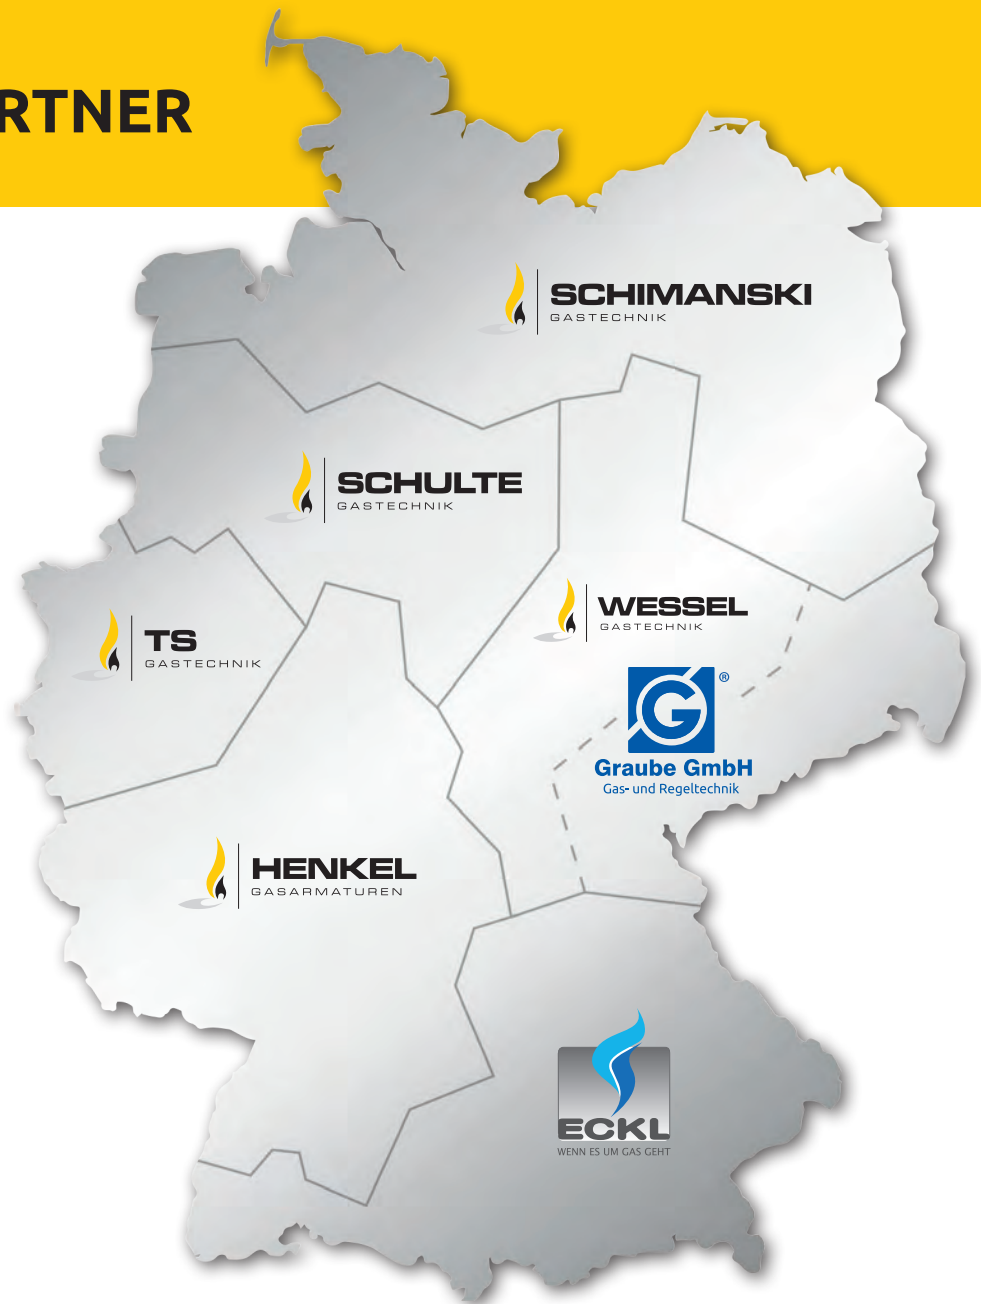 RTNER
SCHIMANSKI
GASTECHNIK
SCHULTE
GASTECHNIK
WESSEL
GASTECHNIK
TS
GASTECHNIK
G®
Graube GmbH
Gas- und Regeltechnik
HENKEL
GASARMATUREN
ECKL
WENN ES UM GAS GEHT